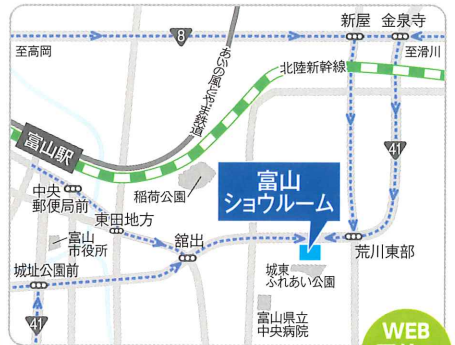 新屋
金泉寺
8
至高岡
至滑川
あいの風とやま鉄道
北陸新幹線
41
富山駅
稲荷公園
富山
ショウルーム
中央
郵便局前
東田地方
富山
市役所
舘出
荒川東部
城址公園前
城東
ふれあい公園
41
富山県立
中央病院
WEB